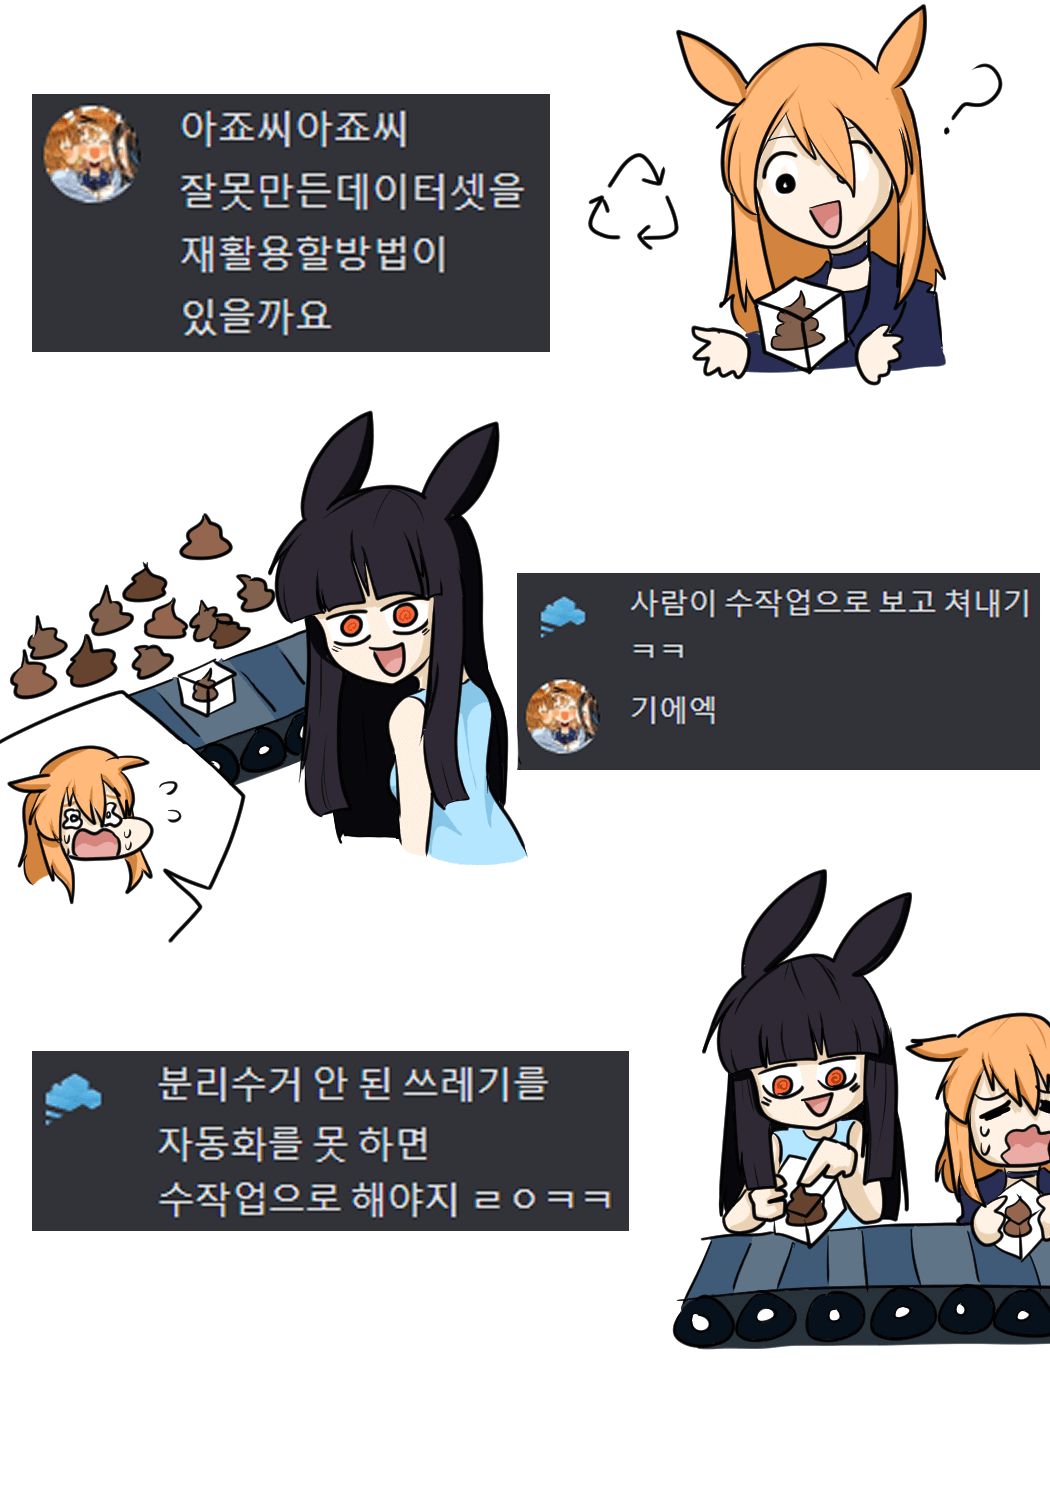 아죠씨아죠씨
잘못만든데이터셋을
재활용할방법이
있을까요
?
사람이 수작업으로 보고 쳐내기
ㅋㅋ
기에엑
분리수거 안 된 쓰레기를
자동화를 못 하면
수작업으로 해야지 ㄹㅇㅋㅋ